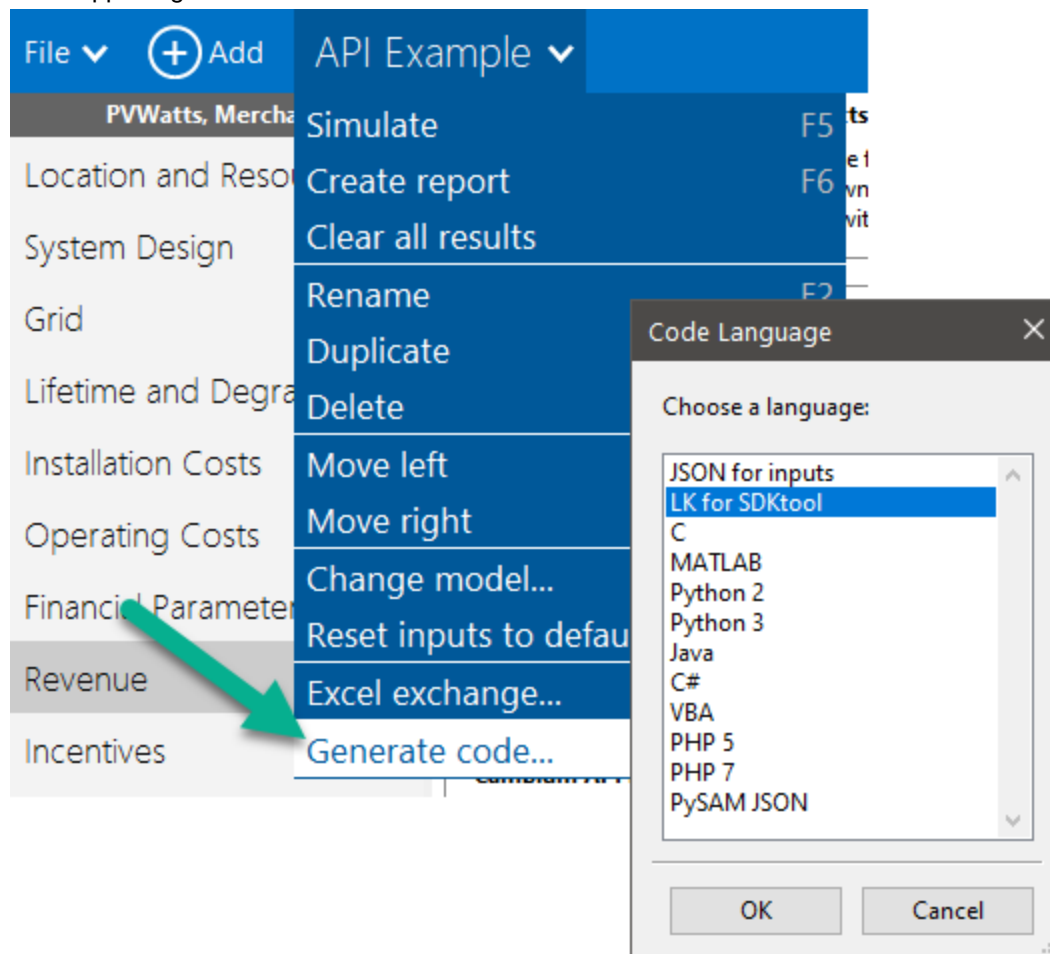 File Add API Example
PVWatts, Mercha
Simulate F5
Location and Reso
Create report F6
Clear all results
System Design
Rename F2
Grid
Duplicate
Lifetime and Degra
Delete
Installation Costs
Move left
Operating Costs
Move right
Financial Parameter
Change model...
Reset inputs to defau
Revenue
Excel exchange...
Incentives
Generate code...
Code Language
Choose a language:
JSON for inputs
LK for SDKtool
C
MATLAB
Python 2
Python 3
Java
C#
VBA
PHP 5
PHP 7
PySAM JSON
OK Cancel